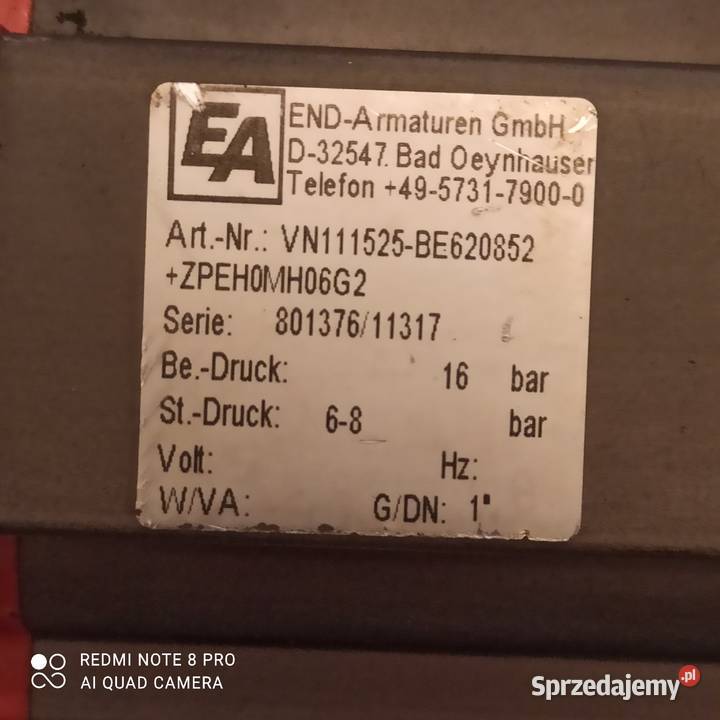 EA
END-Armaturen GmbH
D-32547. Bad Oeynhausen
Telefon +49-5731-7900-0
Art.-Nr.: VN111525-BE620852
+ZPEH0MH06G2
Serie: 801376/11317
Be.-Druck: 16 bar
St.-Druck: 6-8 bar
Volt: Hz:
W/VA: G/DN: 1"
REDMI NOTE 8 PRO
AI QUAD CAMERA
Sprzedajemy.pl